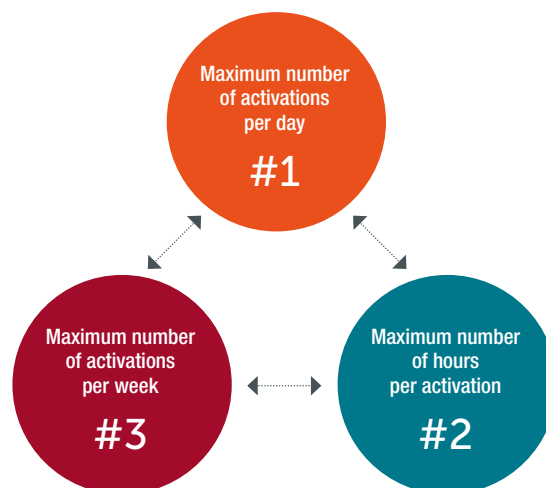 Maximum number
of activations
per day
#1
Maximum number
of activations
per week
#3
Maximum number
of hours
per activation
#2